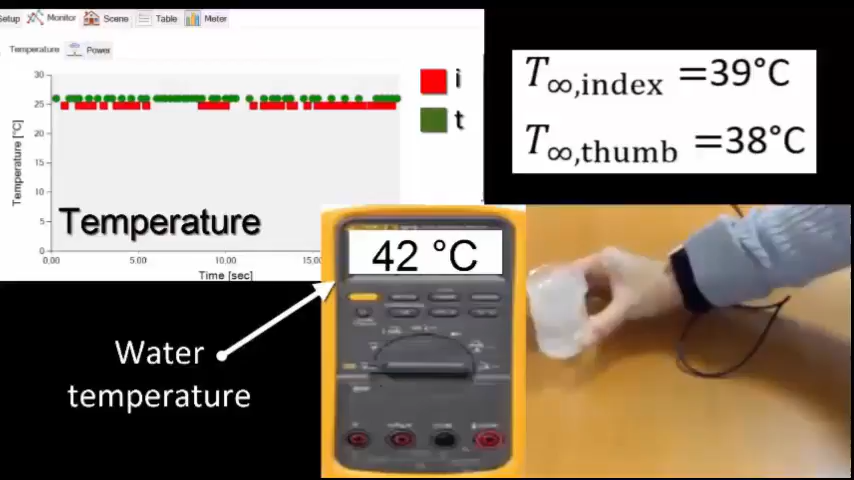 Setup Monitor Scene Table Meter
Temperature Power
30
25
20
15
10
5
0
Temperature [°C]
0,00 5.00 10.00 15.00
Time [sec]
Temperature
i
t
T∞,index =39°C
T∞,thumb =38°C
42 °C
Water
temperature